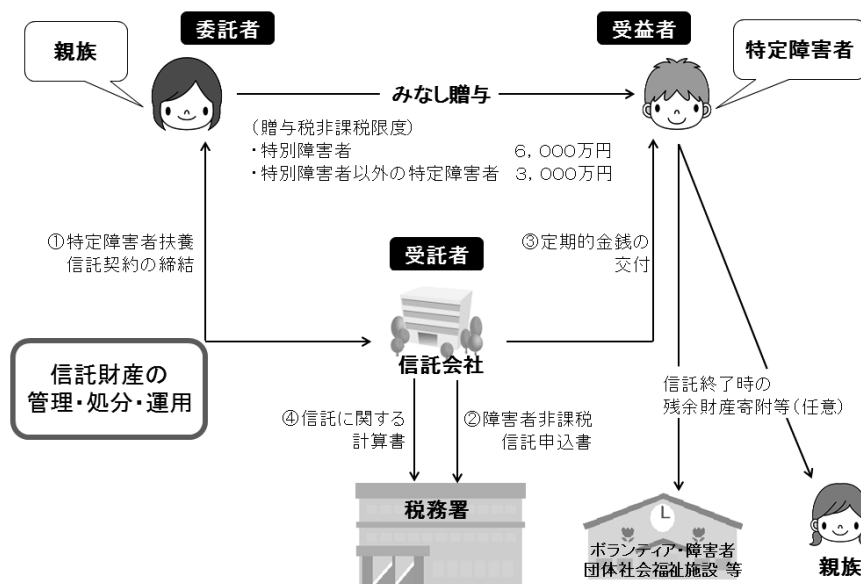 委託者
受益者
親族
特定障害者
みなし贈与
(贈与税非課税限度)
・特別障害者 6,000万円
・特別障害者以外の特定障害者 3,000万円
①特定障害者扶養
信託契約の締結
受託者
③定期的金銭の
交付
信託会社
信託財産の
管理・処分・運用
信託終了時の
残余財産寄附等(任意)
④信託に関する
計算書
②障害者非課税
信託申込書
税務署
ボランティア・障害者
団体社会福祉施設 等
親族